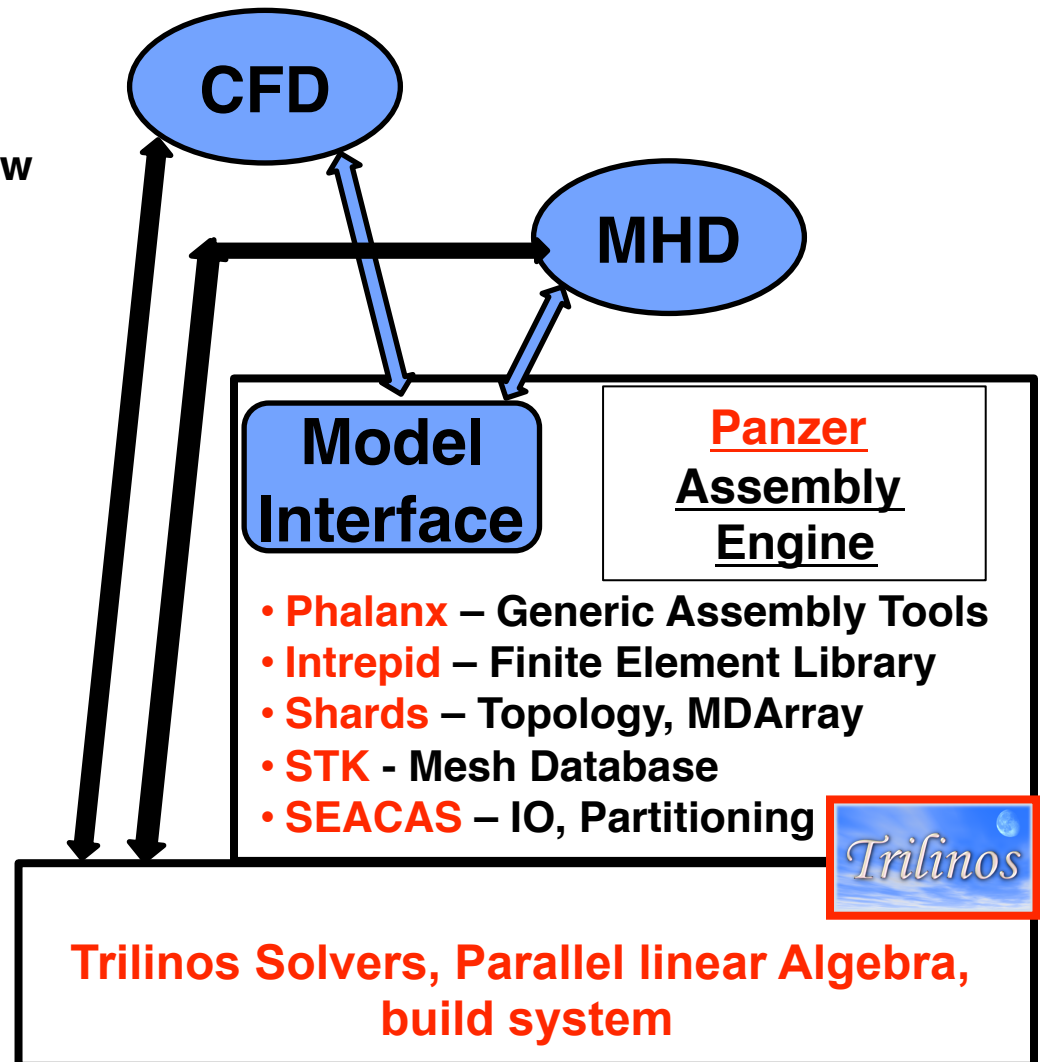 CFD
w
MHD
Model
Interface
Panzer
Assembly
Engine
• Phalanx – Generic Assembly Tools
• Intrepid – Finite Element Library
• Shards – Topology, MDArray
• STK - Mesh Database
• SEACAS – IO, Partitioning
Trilinos
Trilinos Solvers, Parallel linear Algebra,
build system